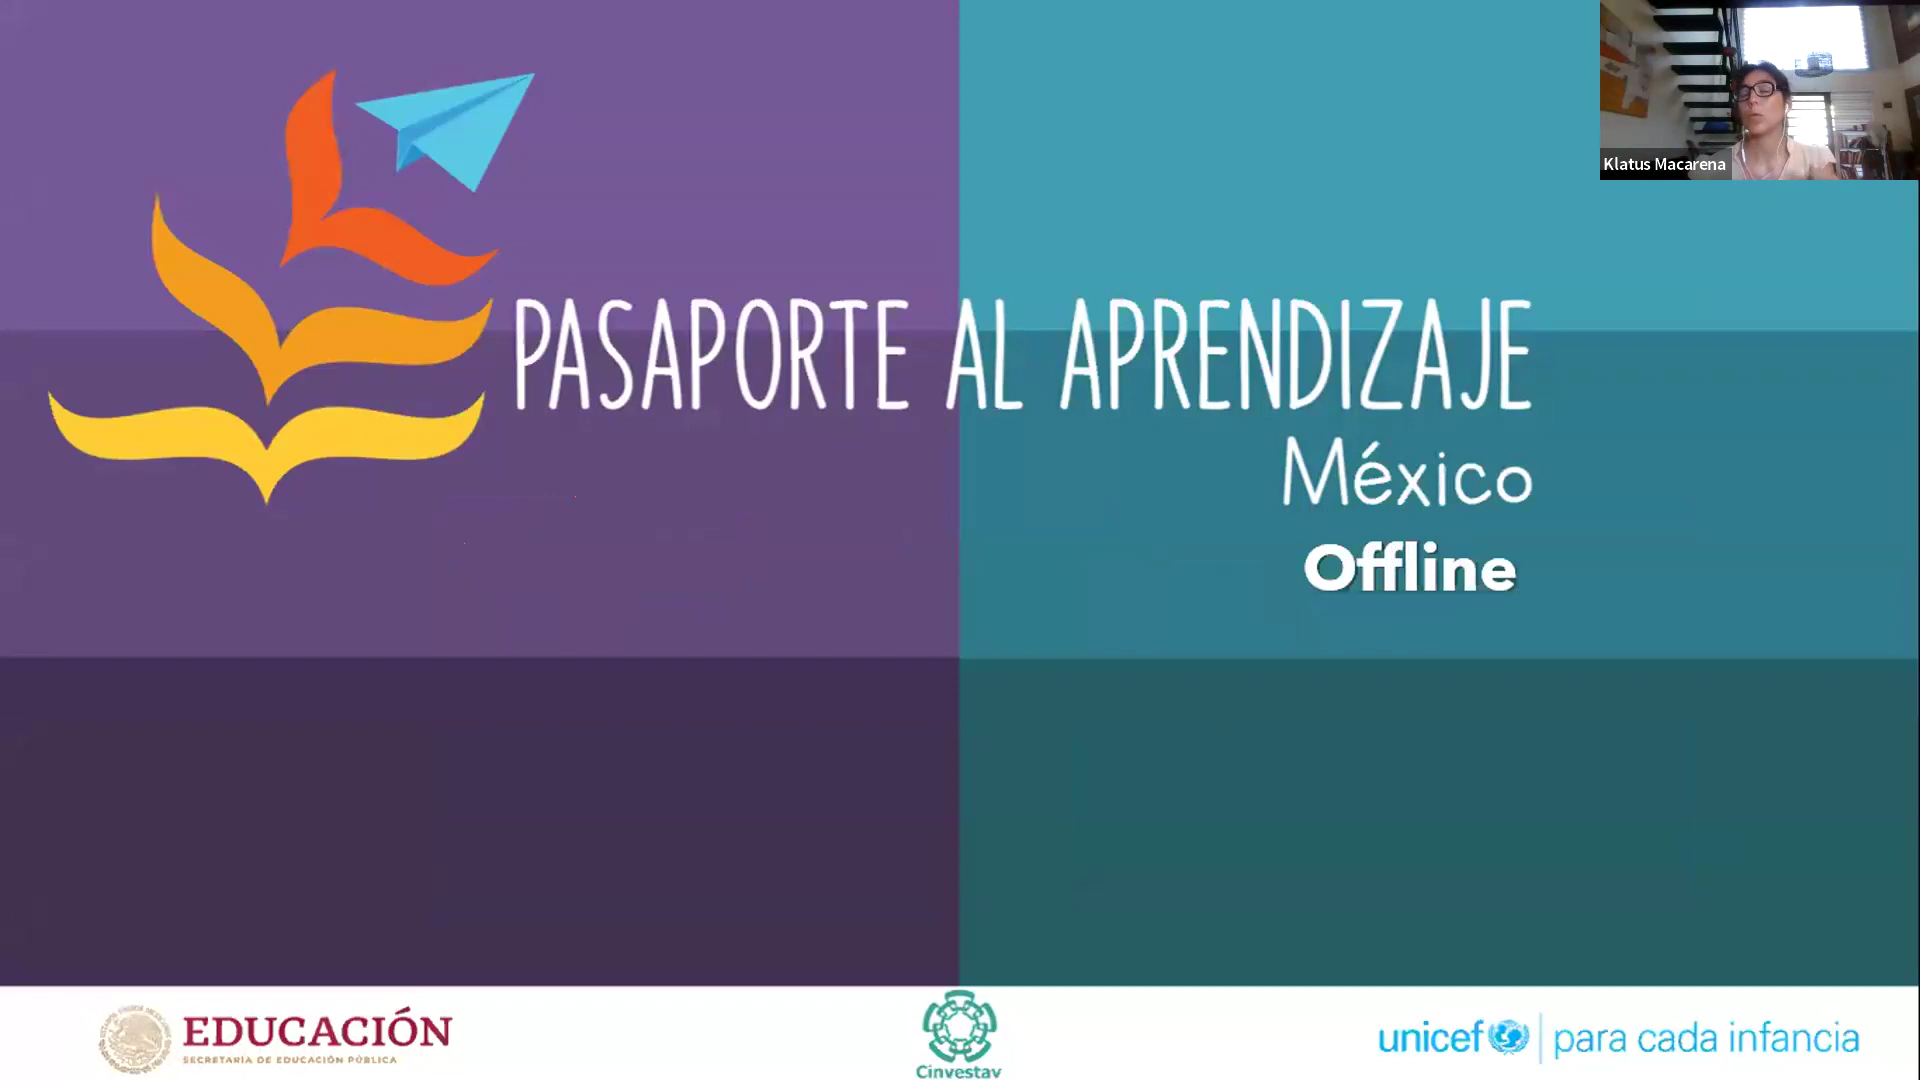 Klatus Macarena
PASAPORTE AL APRENDIZAJE
México
Offline
EDUCACIÓN
SECRETARÍA DE EDUCACIÓN PÚBLICA
Cinvestav
unicef para cada infancia